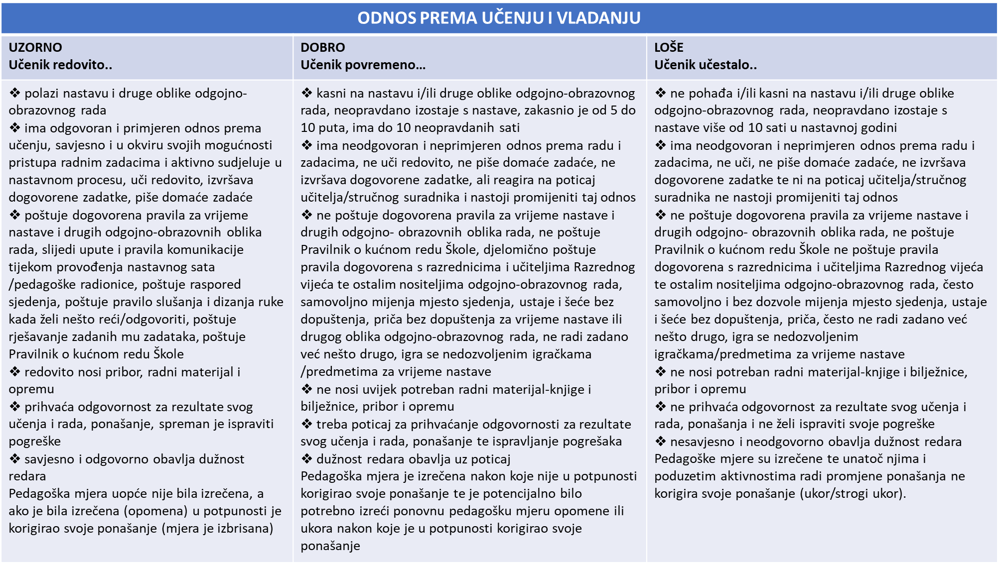 ODNOS PREMA UČENJU I VLADANJU
UZORNO
Učenik redovito..
❖ polazi nastavu i druge oblike odgojno-
obrazovnog rada
❖ ima odgovoran i primjeren odnos prema
učenju, savjesno i u okviru svojih mogućnosti
pristupa radnim zadacima i aktivno sudjeluje u
nastavnom procesu, uči redovito, izvršava
dogovorene zadatke, piše domaće zadaće
❖ poštuje dogovorena pravila za vrijeme
nastave i drugih odgojno-obrazovnih oblika
rada, slijedi upute i pravila komunikacije
tijekom provođenja nastavnog sata
/pedagoške radionice, poštuje raspored
sjedenja, poštuje pravilo slušanja i dizanja ruke
kada želi nešto reći/odgovoriti, poštuje
rješavanje zadanih mu zadataka, poštuje
Pravilnik o kućnom redu Škole
❖ redovito nosi pribor, radni materijal i
opremu
❖ prihvaća odgovornost za rezultate svog
učenja i rada, ponašanje, spreman je ispraviti
pogreške
❖ savjesno i odgovorno obavlja dužnost
redara
Pedagoška mjera uopće nije bila izrečena, a
ako je bila izrečena (opomena) u potpunosti je
korigirao svoje ponašanje (mjera je izbrisana)
DOBRO
Učenik povremeno…
❖ kasni na nastavu i/ili druge oblike odgojno-obrazovnog
rada, neopravdano izostaje s nastave, zakasnio je od 5 do
10 puta, ima do 10 neopravdanih sati
❖ ima neodgovoran i neprimjeren odnos prema radu i
zadacima, ne uči redovito, ne piše domaće zadaće, ne
izvršava dogovorene zadatke, ali reagira na poticaj
učitelja/stručnog suradnika i nastoji promijeniti taj odnos
❖ ne poštuje dogovorena pravila za vrijeme nastave i
drugih odgojno- obrazovnih oblika rada, ne poštuje
Pravilnik o kućnom redu Škole, djelomično poštuje
pravila dogovorena s razrednicima i učiteljima Razrednog
vijeća te ostalim nositeljima odgojno-obrazovnog rada,
samovoljno mijenja mjesto sjedenja, ustaje i šeće bez
dopuštenja, priča bez dopuštenja za vrijeme nastave ili
drugog oblika odgojno-obrazovnog rada, ne radi zadano
već nešto drugo, igra se nedozvoljenim igračkama
/predmetima za vrijeme nastave
❖ ne nosi uvijek potreban radni materijal-knjige i
bilježnice, pribor i opremu
❖ treba poticaj za prihvaćanje odgovornosti za rezultate
svog učenja i rada, ponašanje te ispravljanje pogrešaka
❖ dužnost redara obavlja uz poticaj
Pedagoška mjera je izrečena nakon koje nije u potpunosti
korigirao svoje ponašanje te je potencijalno bilo
potrebno izreći ponovnu pedagošku mjeru opomene ili
ukora nakon koje je u potpunosti korigirao svoje
ponašanje
LOŠE
Učenik učestalo..
❖ ne pohađa i/ili kasni na nastavu i/ili druge oblike
odgojno-obrazovnog rada, neopravdano izostaje s
nastave više od 10 sati u nastavnoj godini
❖ ima neodgovoran i neprimjeren odnos prema radu i
zadacima, ne uči, ne piše domaće zadaće, ne izvršava
dogovorene zadatke te ni na poticaj učitelja/stručnog
suradnika ne nastoji promijeniti taj odnos
❖ ne poštuje dogovorena pravila za vrijeme nastave i
drugih odgojno- obrazovnih oblika rada, ne poštuje
Pravilnik o kućnom redu Škole ne poštuje pravila
dogovorena s razrednicima i učiteljima Razrednog vijeća
te ostalim nositeljima odgojno-obrazovnog rada, često
samovoljno i bez dozvole mijenja mjesto sjedenja, ustaje
i šeće bez dopuštenja, priča, često ne radi zadano već
nešto drugo, igra se nedozvoljenim
igračkama/predmetima za vrijeme nastave
❖ ne nosi potreban radni materijal-knjige i bilježnice,
pribor i opremu
❖ ne prihvaća odgovornost za rezultate svog učenja i
rada, ponašanja i ne želi ispraviti svoje pogreške
❖ nesavjesno i neodgovorno obavlja dužnost redara
Pedagoške mjere su izrečene te unatoč njima i
poduzetim aktivnostima radi promjene ponašanja ne
korigira svoje ponašanje (ukor/strogi ukor).